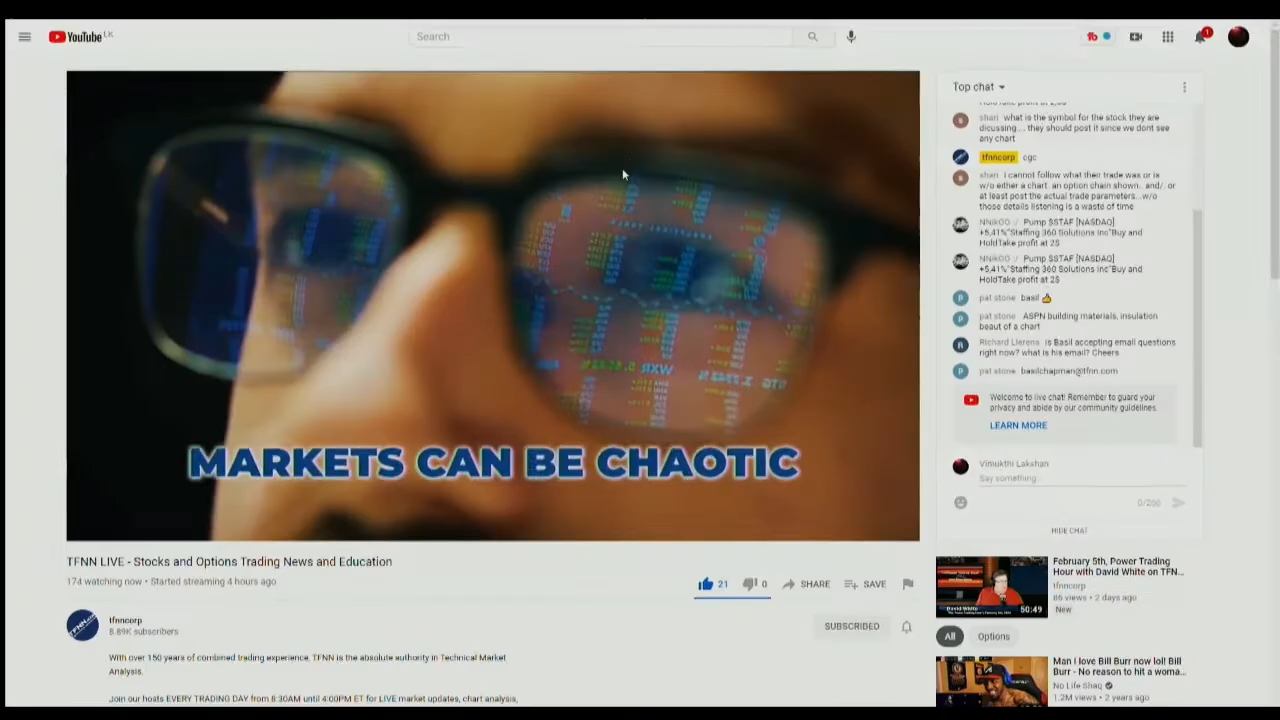 YouTube LK
Search
1
MARKETS CAN BE CHAOTIC
WXR
TFNN LIVE - Stocks and Options Trading News and Education
174 watching now • Started streaming 4 hours ago
21
0
SHARE
SAVE
tfnncorp
8.89K subscribers
SUBSCRIBED
With over 150 years of combined trading experience, TFNN is the absolute authority in Technical Market
Analysis.
Join our hosts EVERY TRADING DAY from 8:30AM until 4:00PM ET for LIVE market updates, chart analysis,
Top chat
shari what is the symbol for the stock they are
dicussing.... they should post it since we dont see
any chart
tfnncorp cgc
shari i cannot follow what their trade was or is
w/o either a chart an option chain shown. and/, or
at least post the actual trade parameters...w/o
those details listening is a waste of time
Pump $STAF [NASDAQ]
+5,41%"Staffing 360 Solutions Inc"Buy and
HoldTake profit at 2$
Pump $STAF [NASDAQ]
+5,41%"Staffing 360 Solutions Inc"Buy and
HoldTake profit at 2$
pat stone basil 👍
pat stone ASPN building materials, insulation
beaut of a chart
Richard Llerena is Basil accepting email questions
right now? what is his email? Cheers
pat stone basilchapman@tfnn.com
Welcome to live chat! Remember to guard your
privacy and abide by our community guidelines.
LEARN MORE
Vimukthi Lakshan
Say something...
0/200
HIDE CHAT
February 5th, Power Trading
Hour with David White on TFN...
tfnncorp
86 views • 2 days ago
New
David White
50:49
All
Options
Man I love Bill Burr now lol! Bill
Burr - No reason to hit a woma...
No Life Shaq
1.2M views • 2 years ago